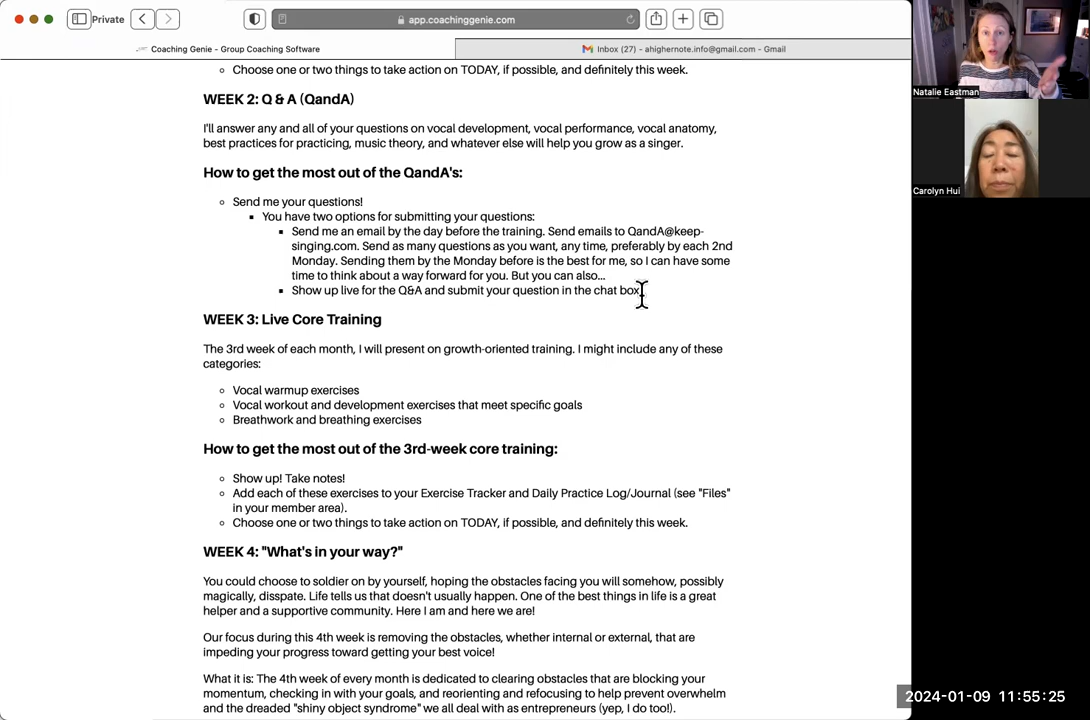 Private
app.coachinggenie.com
Coaching Genie - Group Coaching Software
Inbox (27) - ahighernote.info@gmail.com - Gmail
Choose one or two things to take action on TODAY, if possible, and definitely this week.
WEEK 2: Q & A (QandA)
I'll answer any and all of your questions on vocal development, vocal performance, vocal anatomy,
best practices for practicing, music theory, and whatever else will help you grow as a singer.
How to get the most out of the QandA's:
Send me your questions!
You have two options for submitting your questions:
Send me an email by the day before the training. Send emails to QandA@keep-
singing.com. Send as many questions as you want, any time, preferably by each 2nd
Monday. Sending them by the Monday before is the best for me, so I can have some
time to think about a way forward for you. But you can also...
Show up live for the Q&A and submit your question in the chat box
WEEK 3: Live Core Training
The 3rd week of each month, I will present on growth-oriented training. I might include any of these
categories:
Vocal warmup exercises
Vocal workout and development exercises that meet specific goals
Breathwork and breathing exercises
How to get the most out of the 3rd-week core training:
Show up! Take notes!
Add each of these exercises to your Exercise Tracker and Daily Practice Log/Journal (see "Files"
in your member area).
Choose one or two things to take action on TODAY, if possible, and definitely this week.
WEEK 4: "What's in your way?"
You could choose to soldier on by yourself, hoping the obstacles facing you will somehow, possibly
magically, disspate. Life tells us that doesn't usually happen. One of the best things in life is a great
helper and a supportive community. Here I am and here we are!
Our focus during this 4th week is removing the obstacles, whether internal or external, that are
impeding your progress toward getting your best voice!
What it is: The 4th week of every month is dedicated to clearing obstacles that are blocking your
momentum, checking in with your goals, and reorienting and refocusing to help prevent overwhelm
and the dreaded "shiny object syndrome" we all deal with as entrepreneurs (yep, I do too!).
Natalie Eastman
Carolyn Hui
2024-01-09 11:55:25